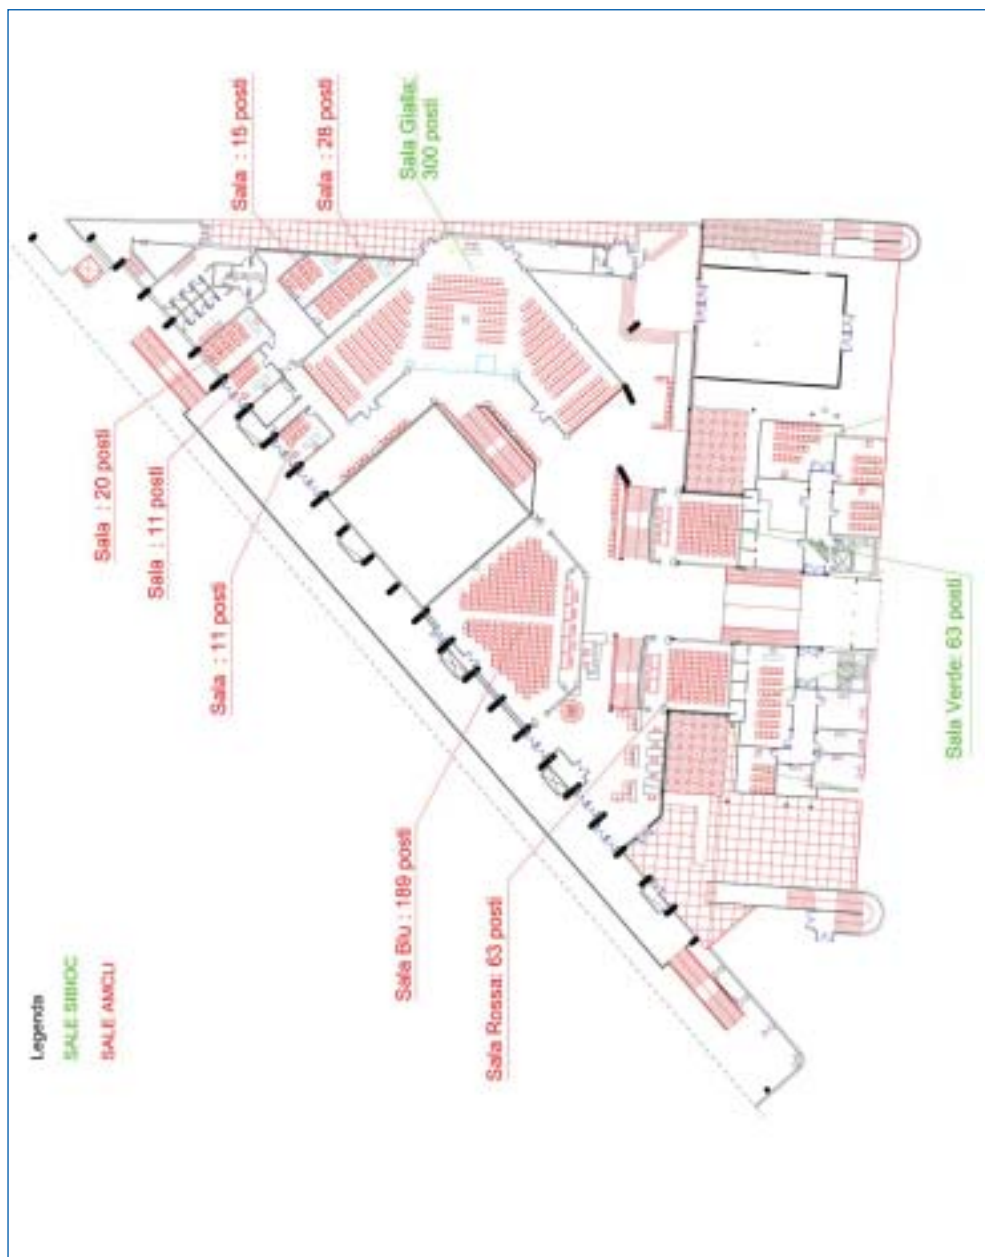 Legenda
SALE SIBIOC
SALE AMCLI
Sala : 20 posti
Sala : 11 posti
Sala : 11 posti
Sala Blu : 189 posti
Sala Rossa: 63 posti
Sala : 15 posti
Sala : 28 posti
Sala Gialla:
300 posti
Sala Verde: 63 posti